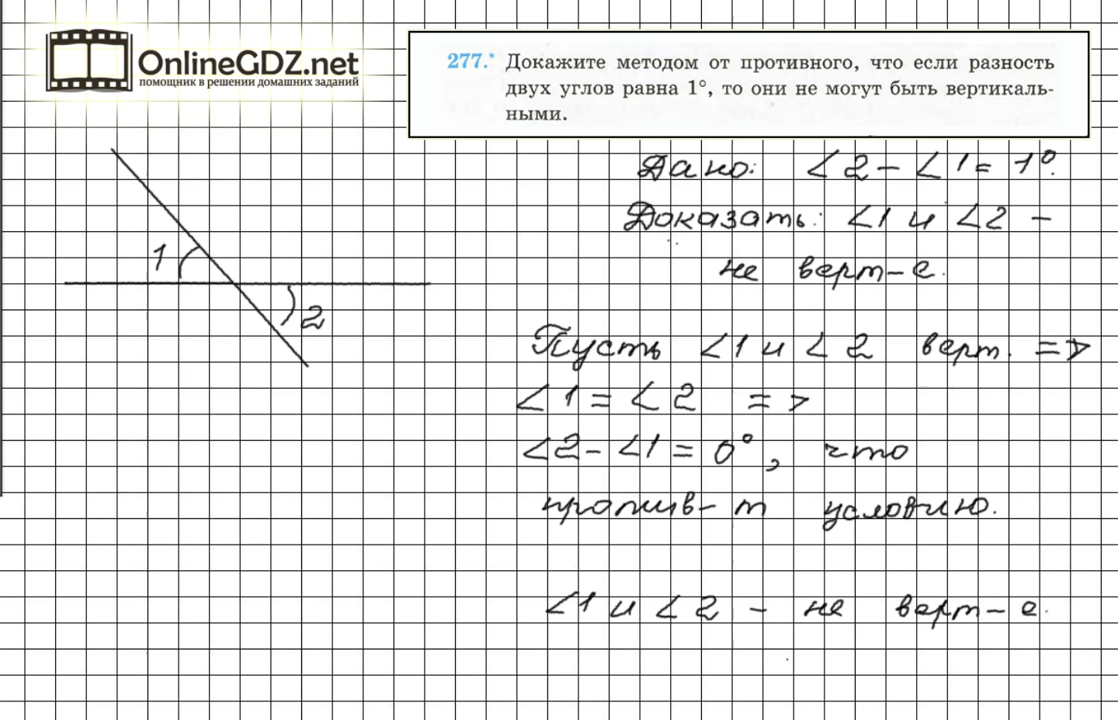 OnlineGDZ.net
помощник в решении домашних заданий
277.* Докажите методом от противного, что если разность
двух углов равна 1°, то они не могут быть вертикаль-
ными.
Дано: ∠2 – ∠1 = 1°.
Доказать: ∠1 и ∠2 –
не верт-е.
1
2
Пусть ∠1 и ∠2 верт. =>
∠1 = ∠2 =>
∠2 – ∠1 = 0°, что
против-т условию.
∠1 и ∠2 – не верт-е.